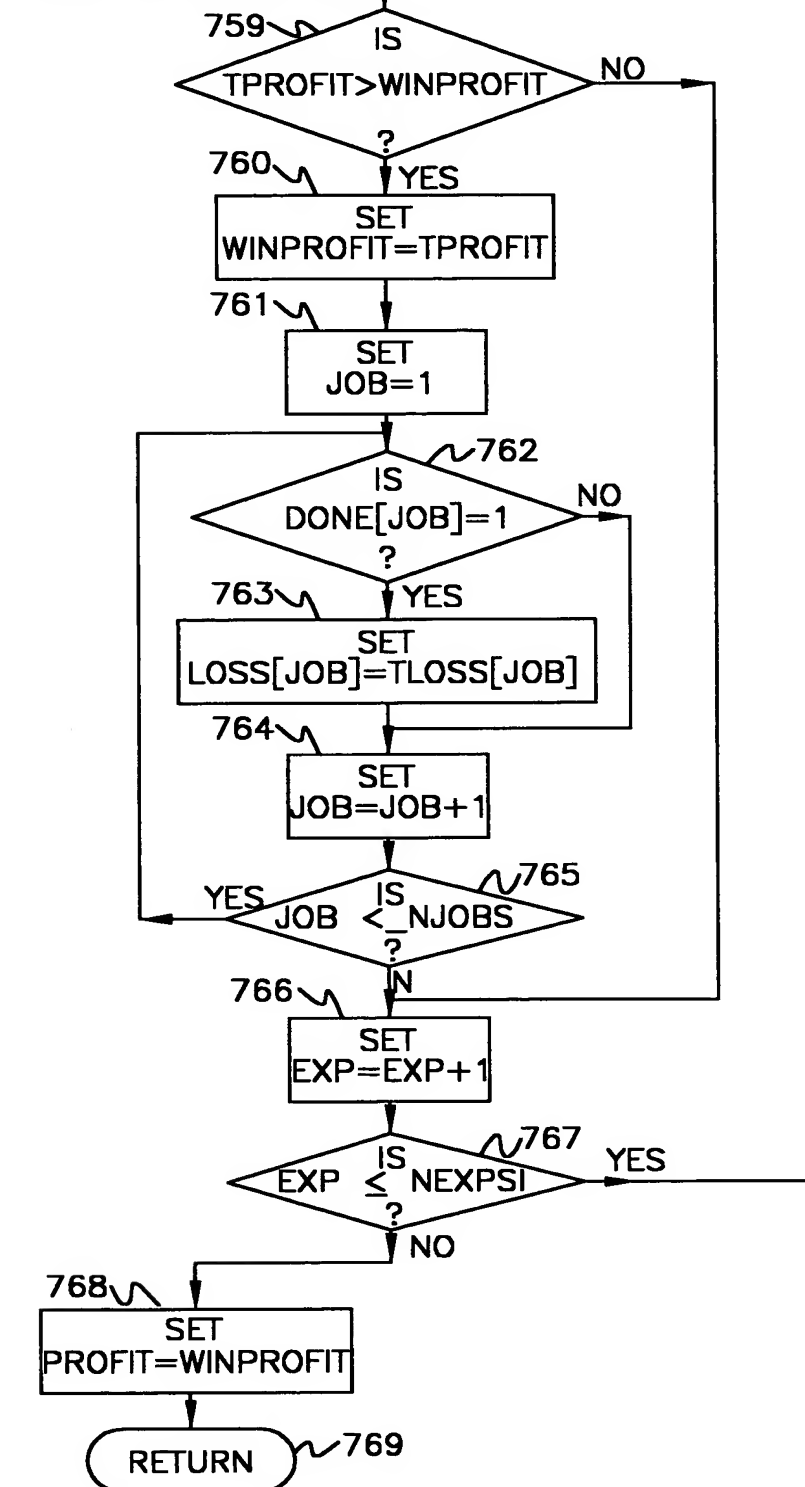 759
IS
TPROFIT>WINPROFIT
?
NO
760
YES
SET
WINPROFIT=TPROFIT
761
SET
JOB=1
762
IS
DONE[JOB]=1
?
NO
763
YES
SET
LOSS[JOB]=TLOSS[JOB]
764
SET
JOB=JOB+1
765
YES
IS
JOB <_NJOBS
?
N
766
SET
EXP=EXP+1
767
IS
EXP ≤ NEXPSI
?
YES
NO
768
SET
PROFIT=WINPROFIT
RETURN
769